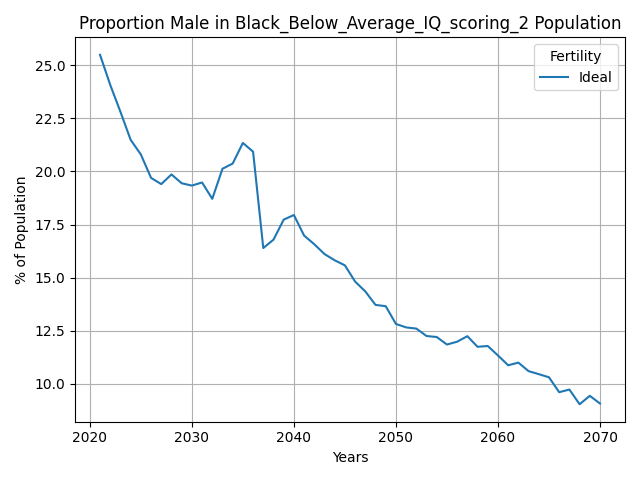 Proportion Male in Black_Below_Average_IQ_scoring_2 Population
Fertility
Ideal
% of Population
25.0
22.5
20.0
17.5
15.0
12.5
10.0
2020
2030
2040
2050
2060
2070
Years